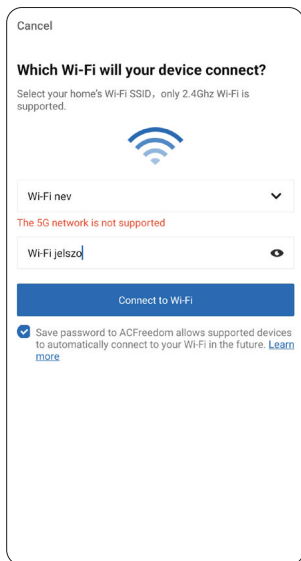 Cancel
Which Wi-Fi will your device connect?
Select your home's Wi-Fi SSID，only 2.4Ghz Wi-Fi is
supported.
Wi-Fi nev
The 5G network is not supported
Wi-Fi jelszo
Connect to Wi-Fi
Save password to ACFreedom allows supported devices
to automatically connect to your Wi-Fi in the future. Learn
more